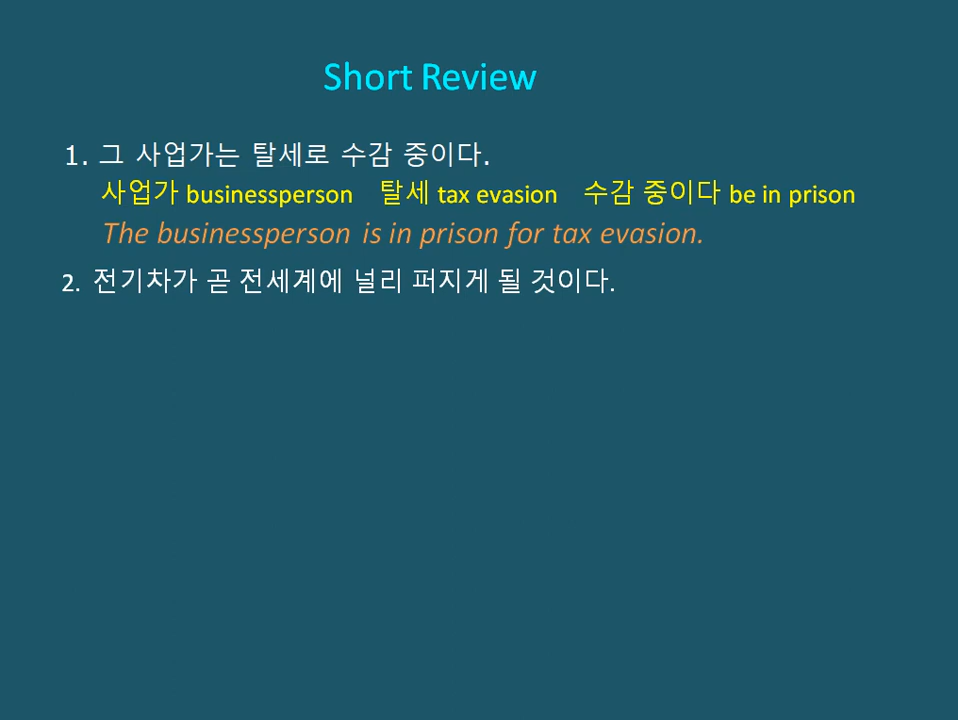 Short Review
1. 그 사업가는 탈세로 수감 중이다.
사업가 businessperson 탈세 tax evasion 수감 중이다 be in prison
The businessperson is in prison for tax evasion.
2. 전기차가 곧 전세계에 널리 퍼지게 될 것이다.